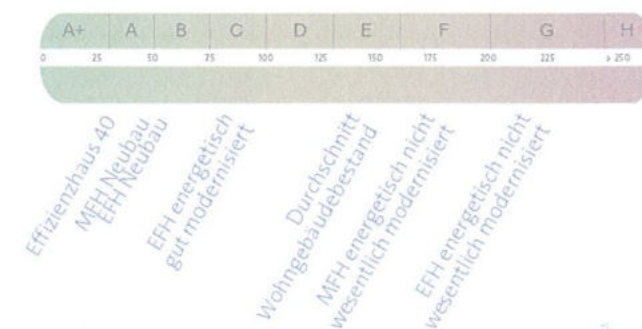 A+ A B C D E F G H
0 25 50 75 100 125 150 175 200 225 > 250
Effizienzhaus 40
MFH Neubau
EFH Neubau
EFH energetisch
gut modernisiert
Durchschnitt
Wohngebäudebestand
MFH energetisch nicht
wesentlich modernisiert
EFH energetisch nicht
wesentlich modernisiert